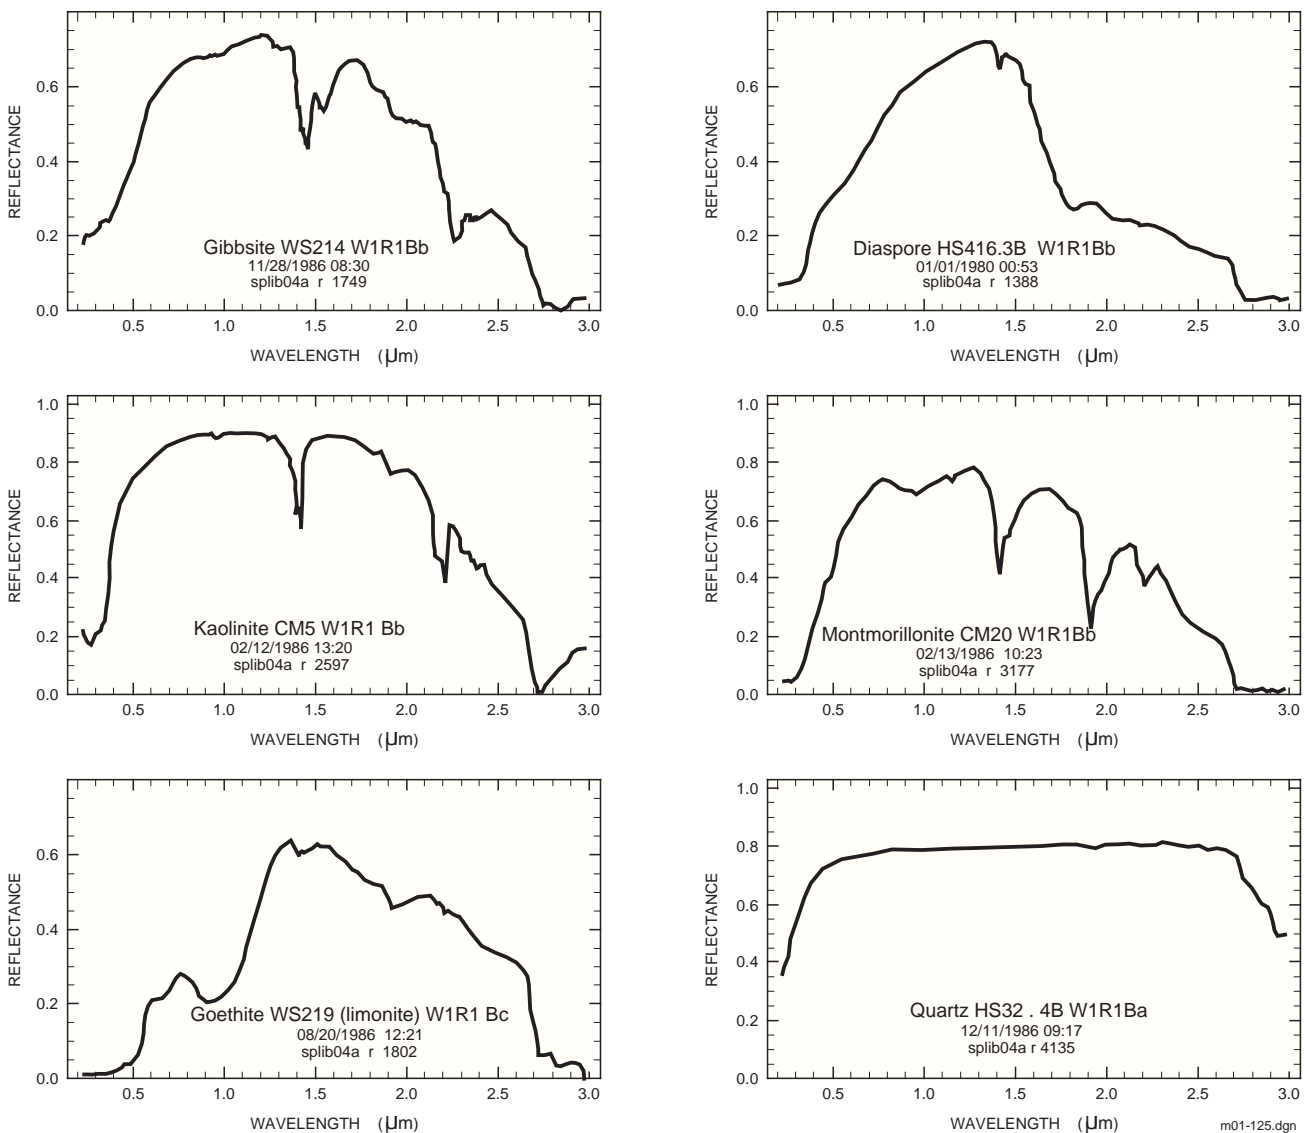 REFLECTANCE
0.6
0.4
0.2
0.0
Gibbsite WS214 W1R1Bb
11/28/1986 08:30
splib04a r 1749
0.5 1.0 1.5 2.0 2.5 3.0
WAVELENGTH (µm)
REFLECTANCE
0.6
0.4
0.2
0.0
Diaspore HS416.3B W1R1Bb
01/01/1980 00:53
splib04a r 1388
0.5 1.0 1.5 2.0 2.5 3.0
WAVELENGTH (µm)
REFLECTANCE
1.0
0.8
0.6
0.4
0.2
0.0
Kaolinite CM5 W1R1 Bb
02/12/1986 13:20
splib04a r 2597
0.5 1.0 1.5 2.0 2.5 3.0
WAVELENGTH (µm)
REFLECTANCE
1.0
0.8
0.6
0.4
0.2
0.0
Montmorillonite CM20 W1R1Bb
02/13/1986 10:23
splib04a r 3177
0.5 1.0 1.5 2.0 2.5 3.0
WAVELENGTH (µm)
REFLECTANCE
0.6
0.4
0.2
0.0
Goethite WS219 (limonite) W1R1 Bc
08/20/1986 12:21
splib04a r 1802
0.5 1.0 1.5 2.0 2.5 3.0
WAVELENGTH (µm)
REFLECTANCE
1.0
0.8
0.6
0.4
0.2
0.0
Quartz HS32 . 4B W1R1Ba
12/11/1986 09:17
splib04a r 4135
0.5 1.0 1.5 2.0 2.5 3.0
WAVELENGTH (µm)
m01-125.dgn